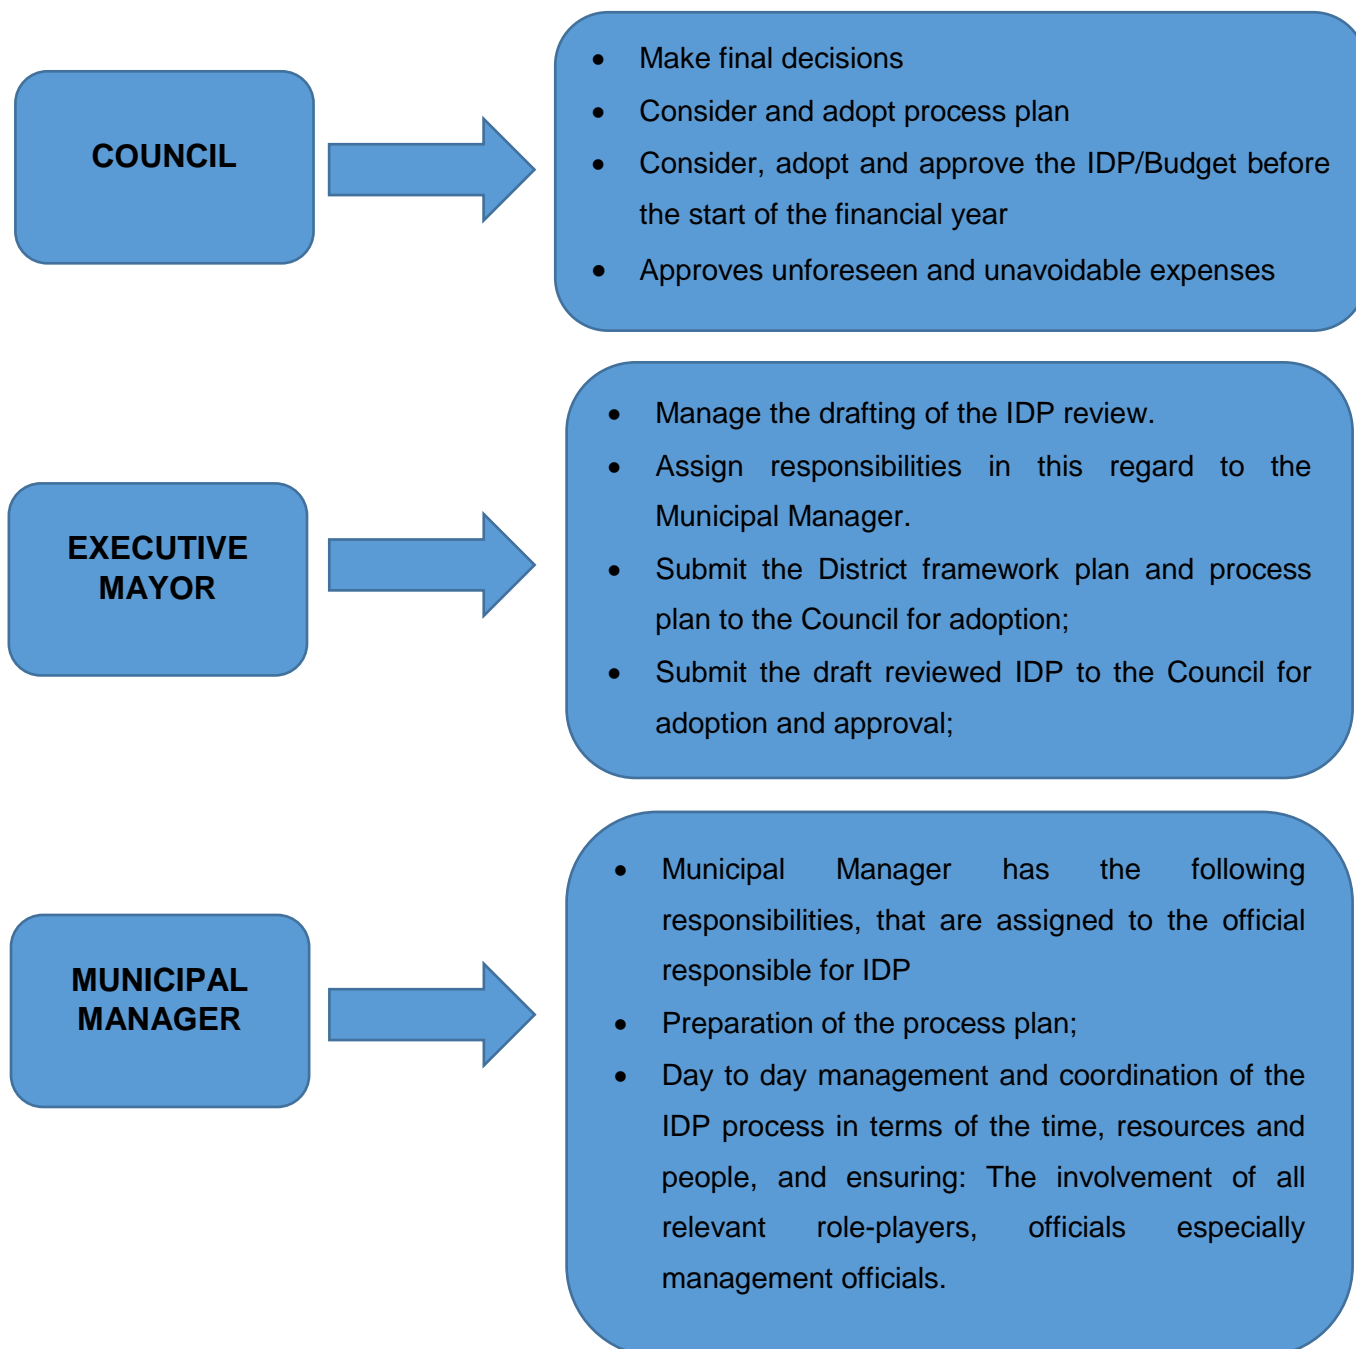 COUNCIL
• Make final decisions
• Consider and adopt process plan
• Consider, adopt and approve the IDP/Budget before
the start of the financial year
• Approves unforeseen and unavoidable expenses
EXECUTIVE
MAYOR
• Manage the drafting of the IDP review.
• Assign responsibilities in this regard to the
Municipal Manager.
• Submit the District framework plan and process
plan to the Council for adoption;
• Submit the draft reviewed IDP to the Council for
adoption and approval;
MUNICIPAL
MANAGER
• Municipal Manager has the following
responsibilities, that are assigned to the official
responsible for IDP
• Preparation of the process plan;
• Day to day management and coordination of the
IDP process in terms of the time, resources and
people, and ensuring: The involvement of all
relevant role-players, officials especially
management officials.